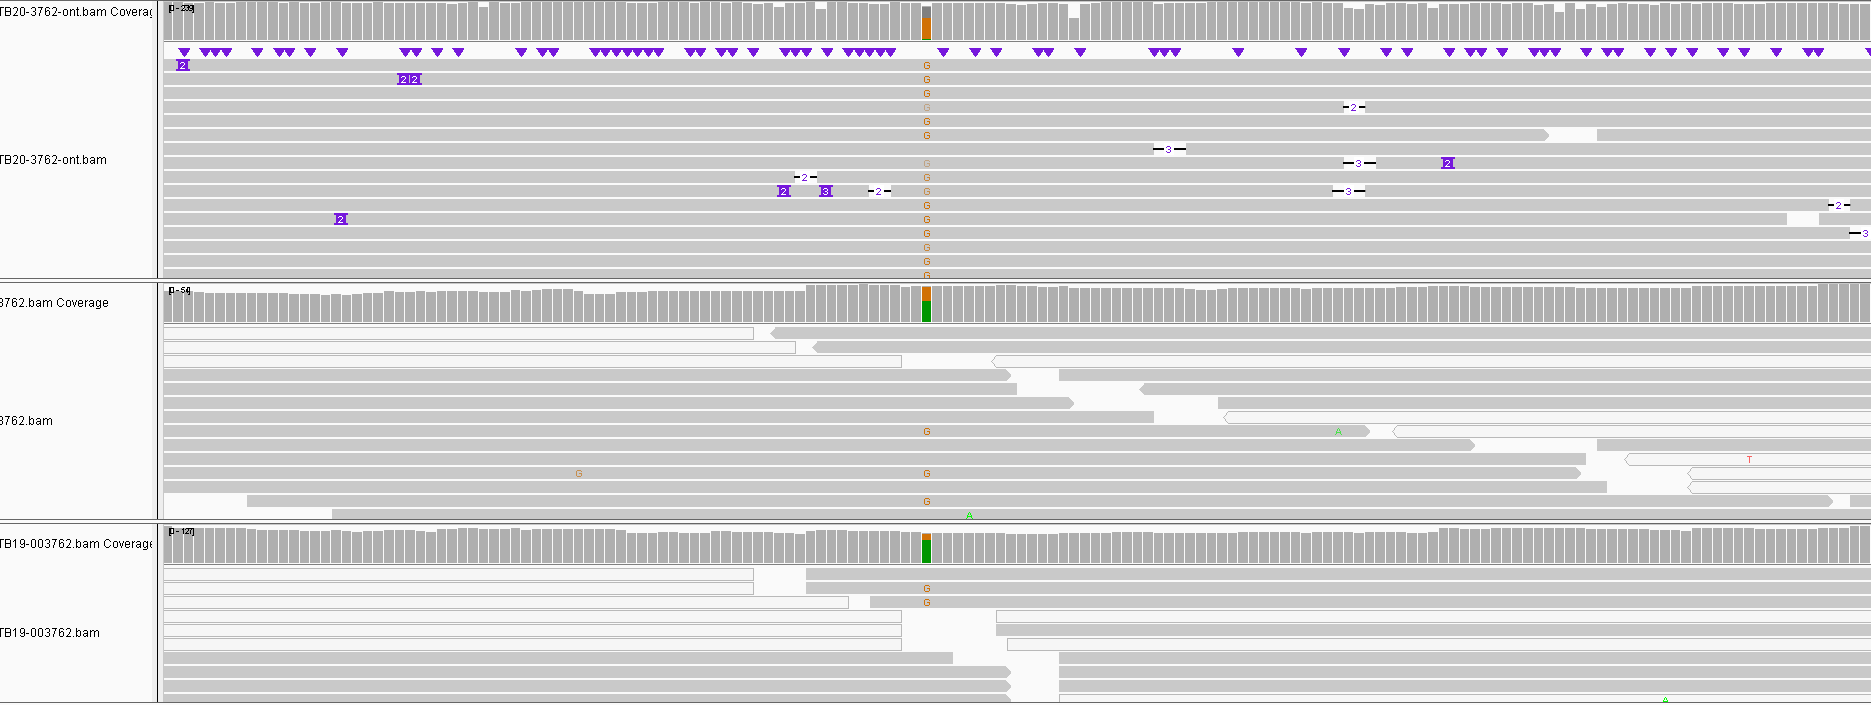 TB20-3762-ont.bam Coverag
[0 - 239]
2
G
2 2
G
G
G
2
G
G
3
G
3
2
2
G
2
3
2
G
3
G
2
2
G
G
3
G
G
G
TB20-3762-ont.bam
3762.bam Coverage
[0 - 54]
G
A
T
G
G
G
A
3762.bam
TB19-003762.bam Coverage
[0 - 127]
G
G
A
TB19-003762.bam